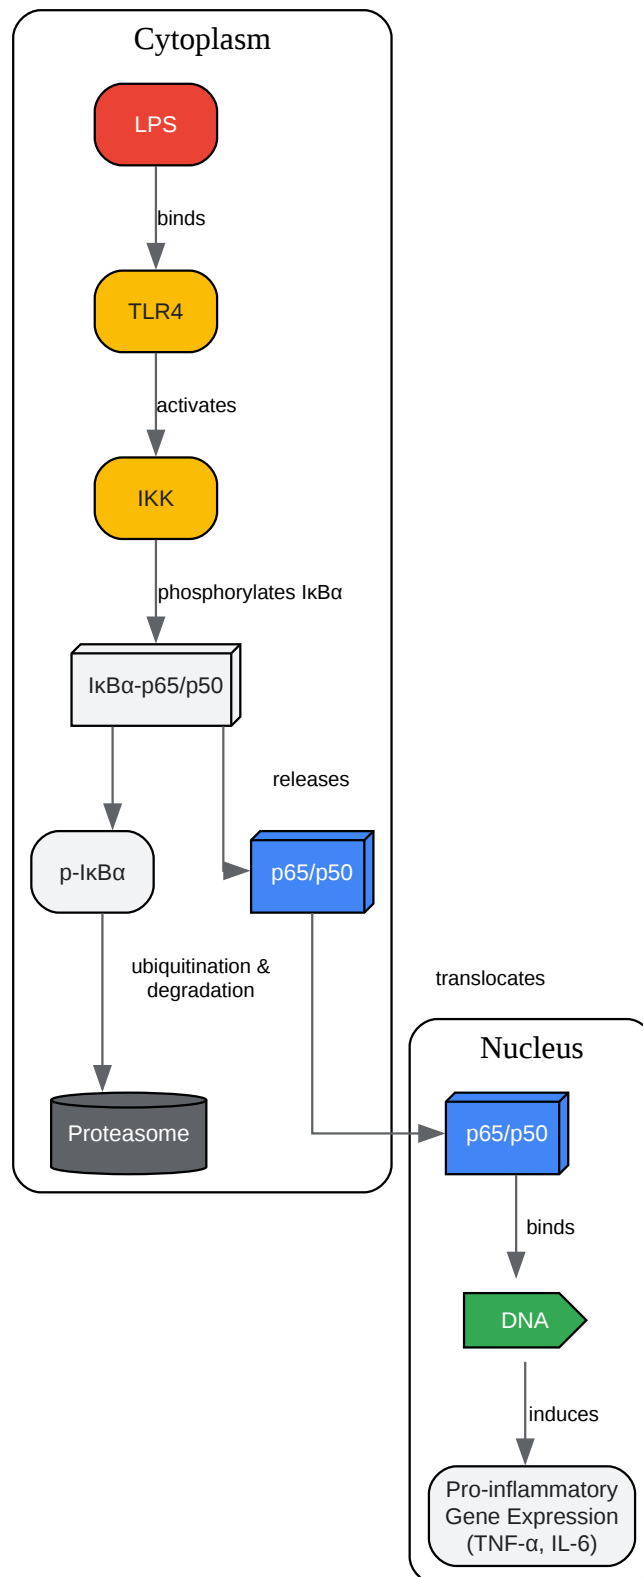 Cytoplasm
LPS
binds
TLR4
activates
IKK
phosphorylates IκBα
IκBα-p65/p50
releases
p-IκBα
p65/p50
ubiquitination &
degradation
translocates
Nucleus
Proteasome
p65/p50
binds
DNA
induces
Pro-inflammatory
Gene Expression
(TNF-α, IL-6)